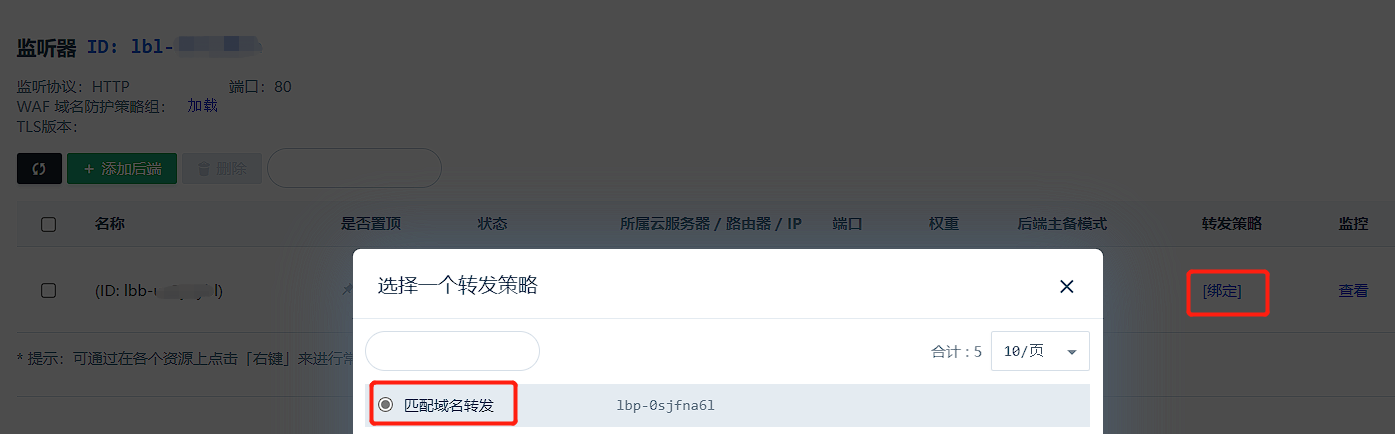 监听器 ID: lbl-
监听协议: HTTP 端口: 80
WAF 域名防护策略组: 加载
TLS版本:
+ 添加后端 删除
名称 是否置顶 状态 所属云服务器 / 路由器 / IP 端口 权重 后端主备模式 转发策略 监控
选择一个转发策略
(ID: lbb- l) [绑定] 查看
合计 : 5 10/页
* 提示: 可通过在各个资源上点击「右键」来进行常
匹配域名转发 lbp-0sjfna6l